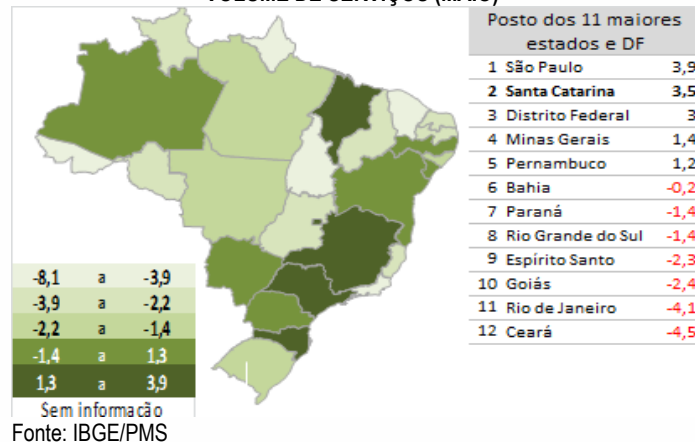 VOLUME DE SERVIÇOS (MAIO)
Posto dos 11 maiores
estados e DF
1 São Paulo 3,9
2 Santa Catarina 3,5
3 Distrito Federal 3
4 Minas Gerais 1,4
5 Pernambuco 1,2
6 Bahia -0,2
7 Paraná -1,4
8 Rio Grande do Sul -1,4
9 Espírito Santo -2,3
10 Goiás -2,4
11 Rio de Janeiro -4,1
12 Ceará -4,5
-8,1 a -3,9
-3,9 a -2,2
-2,2 a -1,4
-1,4 a 1,3
1,3 a 3,9
Sem informação
Fonte: IBGE/PMS